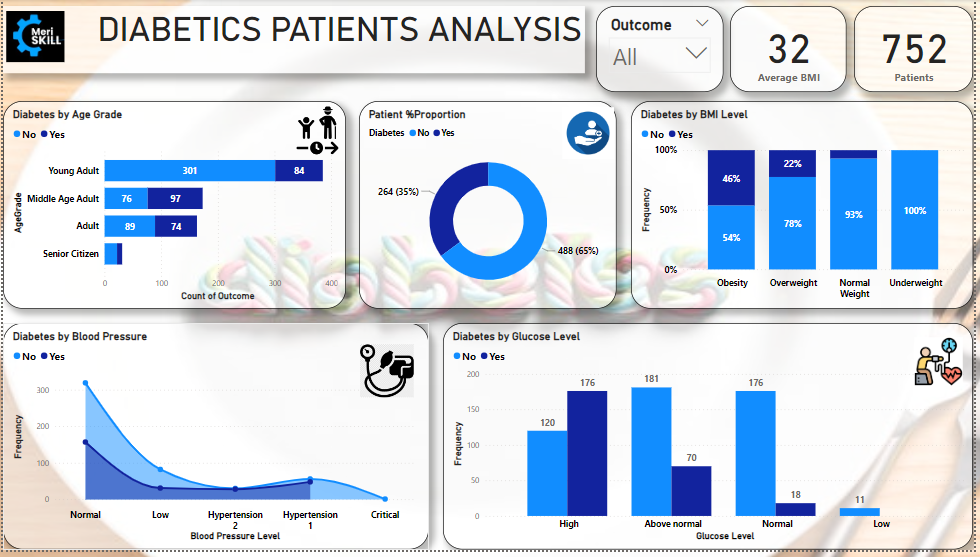 Meri
SKILL
DIABETICS PATIENTS ANALYSIS
Outcome
All
32
Average BMI
752
Patients
Diabetes by Age Grade
No Yes
AgeGrade
Young Adult 301 84
Middle Age Adult 76 97
Adult 89 74
Senior Citizen
0 100 200 300 400
Count of Outcome
Patient %Proportion
Diabetes No Yes
264 (35%)
488 (65%)
Diabetes by BMI Level
No Yes
Frequency
100%
50%
0%
46%
54%
22%
78%
93%
100%
Obesity Overweight Normal Weight Underweight
Diabetes by Blood Pressure
No Yes
Frequency
300
200
100
0
Normal Low Hypertension 2 Hypertension 1 Critical
Blood Pressure Level
Diabetes by Glucose Level
No Yes
Frequency
200
150
100
50
0
120 176
181 70
176 18
11
High Above normal Normal Low
Glucose Level